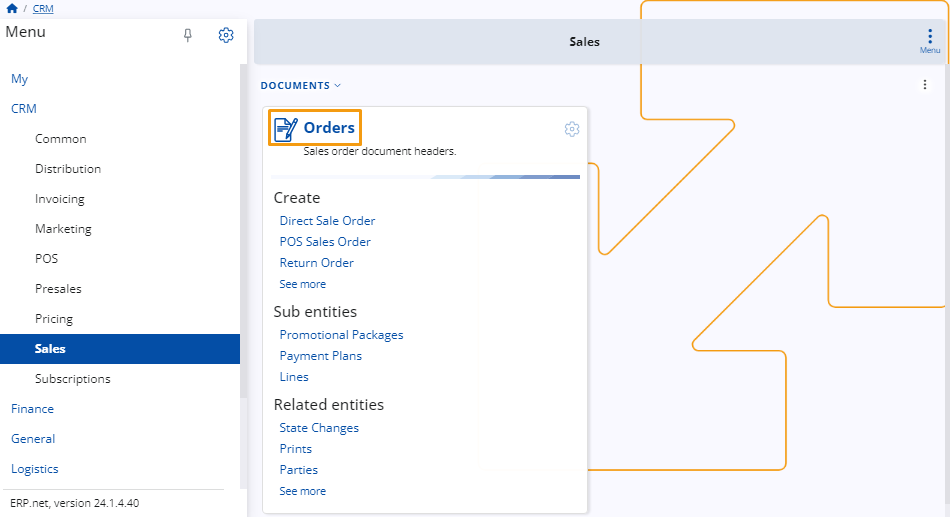 / CRM
Menu
My
CRM
Common
Distribution
Invoicing
Marketing
POS
Presales
Pricing
Sales
Subscriptions
Finance
General
Logistics
ERP.net, version 24.1.4.40
Sales
Menu
DOCUMENTS
Orders
Sales order document headers.
Create
Direct Sale Order
POS Sales Order
Return Order
See more
Sub entities
Promotional Packages
Payment Plans
Lines
Related entities
State Changes
Prints
Parties
See more